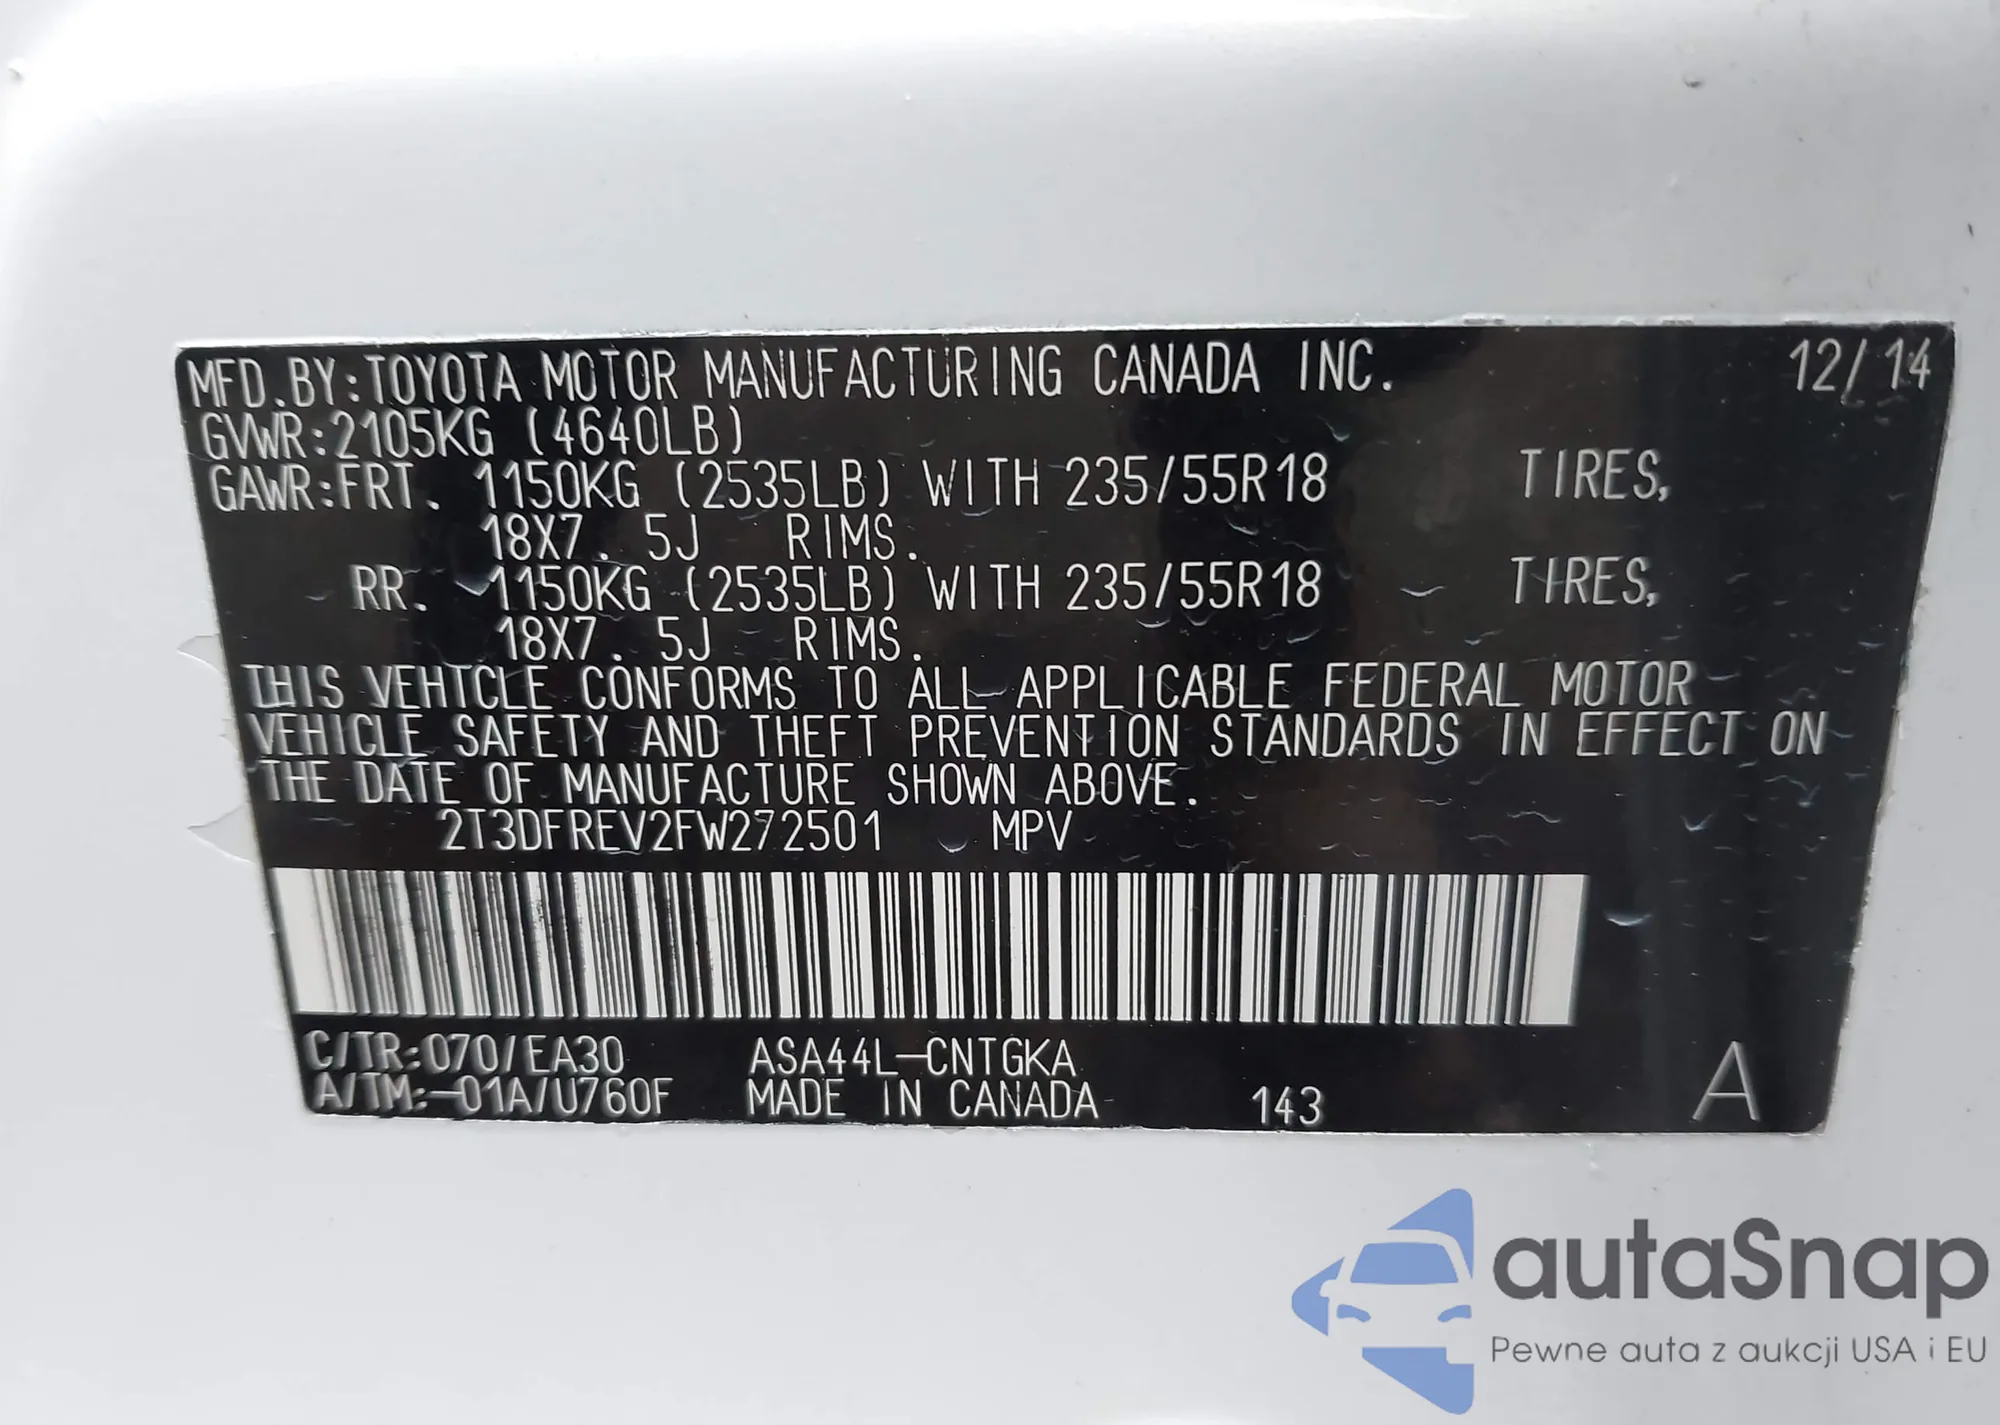 MFD.BY:TOYOTA MOTOR MANUFACTURING CANADA INC. 12/14
GVWR:2105KG (4640LB)
GAWR:FRT. 1150KG (2535LB) WITH 235/55R18 TIRES,
18X7.5J RIMS.
RR. 1150KG (2535LB) WITH 235/55R18 TIRES,
18X7.5J RIMS.
THIS VEHICLE CONFORMS TO ALL APPLICABLE FEDERAL MOTOR
VEHICLE SAFETY AND THEFT PREVENTION STANDARDS IN EFFECT ON
THE DATE OF MANUFACTURE SHOWN ABOVE.
2T3DFREV2FW272501 MPV
C/TR:070/EA30 ASA44L-CNTGKA
A/TM:-01A/U760F MADE IN CANADA 143 A
autaSnap
Pewne auta z aukcji USA i EU